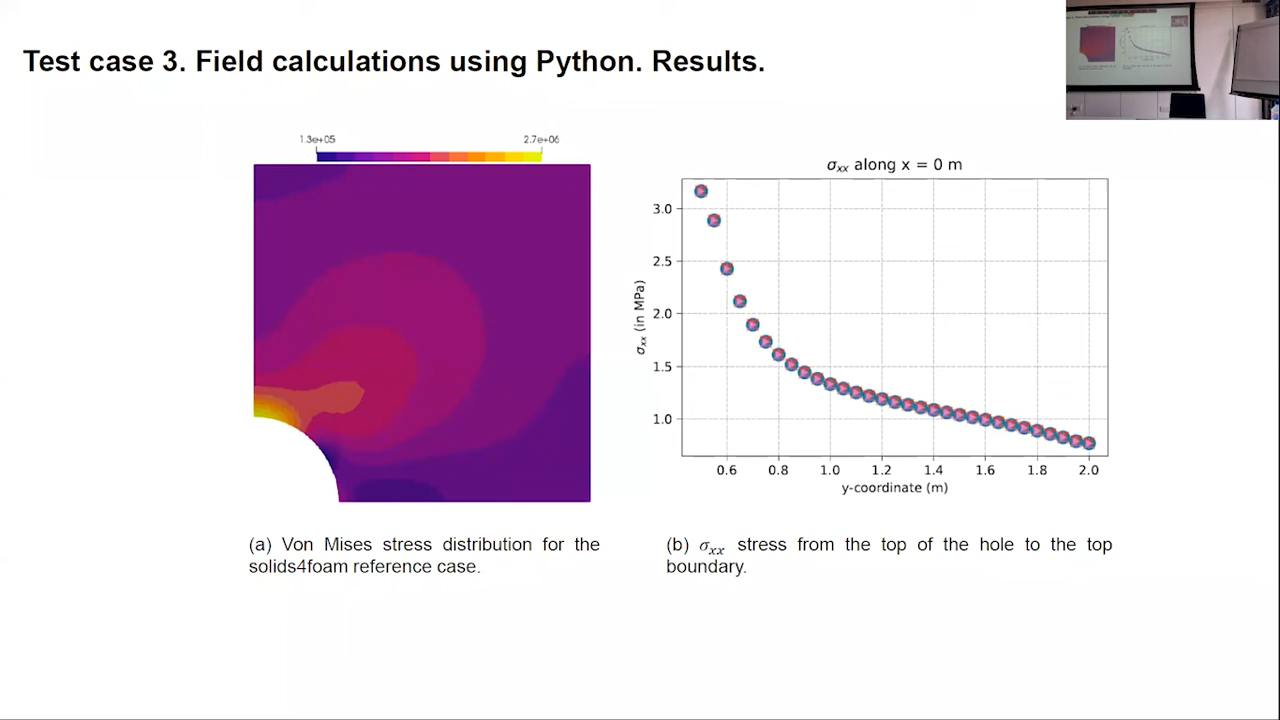 Test case 3. Field calculations using Python. Results.
1.3e+05 2.7e+06
σxx along x = 0 m
3.0
2.5
2.0
1.5
1.0
σxx (in MPa)
0.6 0.8 1.0 1.2 1.4 1.6 1.8 2.0
y-coordinate (m)
(a) Von Mises stress distribution for the
solids4foam reference case.
(b) σxx stress from the top of the hole to the top
boundary.